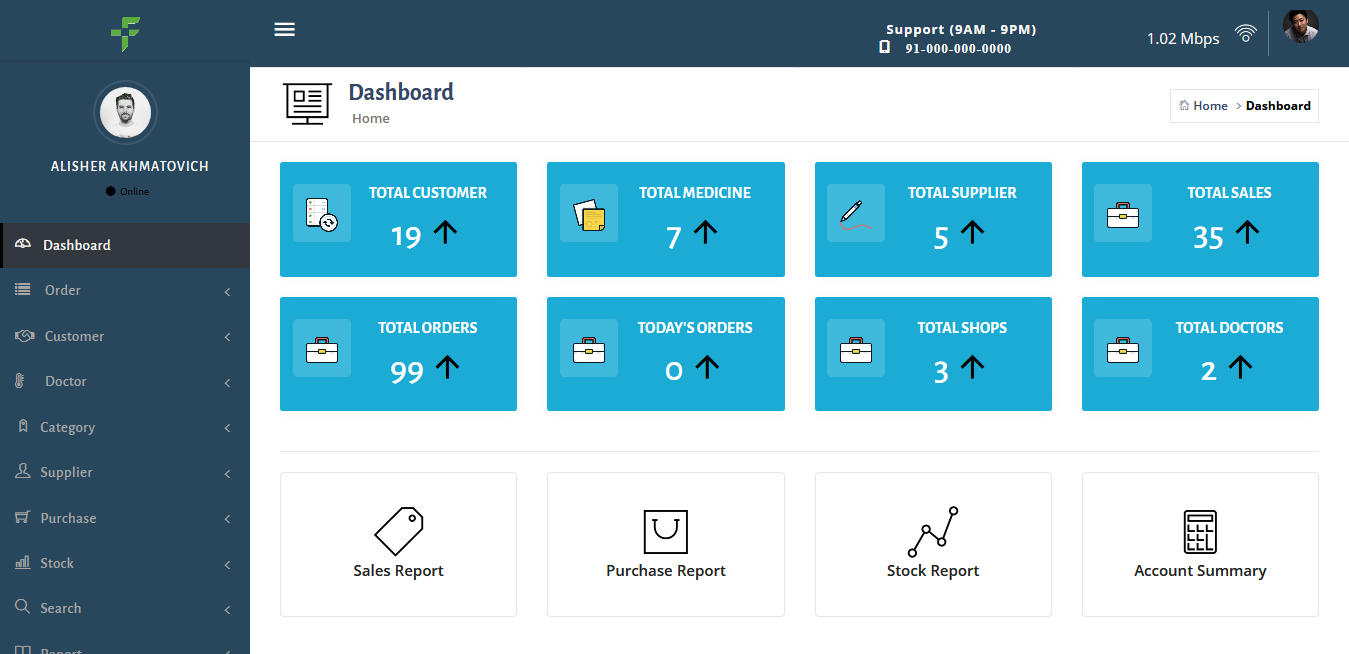 Support (9AM - 9PM)
91-000-000-0000
1.02 Mbps
ALISHER AKHMATOVICH
Online
Dashboard
Order
Customer
Doctor
Category
Supplier
Purchase
Stock
Search
Report
Dashboard
Home
Home > Dashboard
TOTAL CUSTOMER
19
TOTAL MEDICINE
7
TOTAL SUPPLIER
5
TOTAL SALES
35
TOTAL ORDERS
99
TODAY'S ORDERS
0
TOTAL SHOPS
3
TOTAL DOCTORS
2
Sales Report
Purchase Report
Stock Report
Account Summary